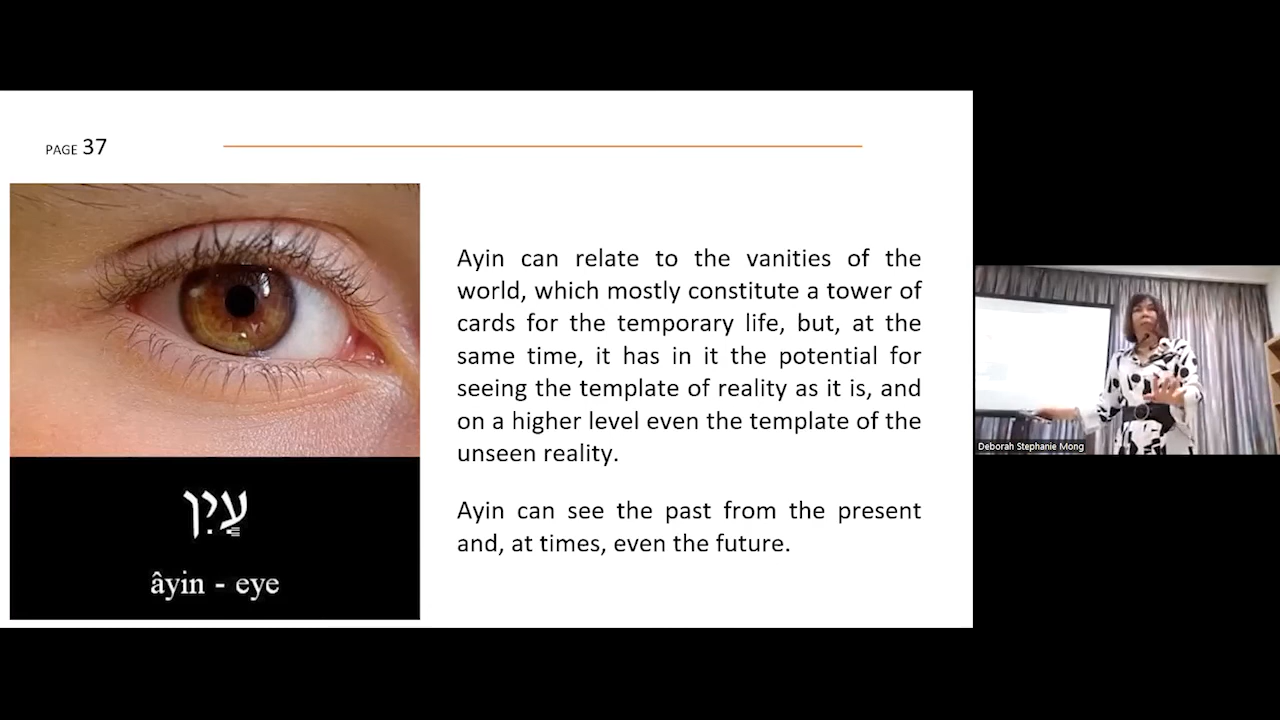 PAGE 37
Ayin can relate to the vanities of the
world, which mostly constitute a tower of
cards for the temporary life, but, at the
same time, it has in it the potential for
seeing the template of reality as it is, and
on a higher level even the template of the
unseen reality.
Ayin can see the past from the present
and, at times, even the future.
עַיִן
âyin - eye
Deborah Stephanie Mong